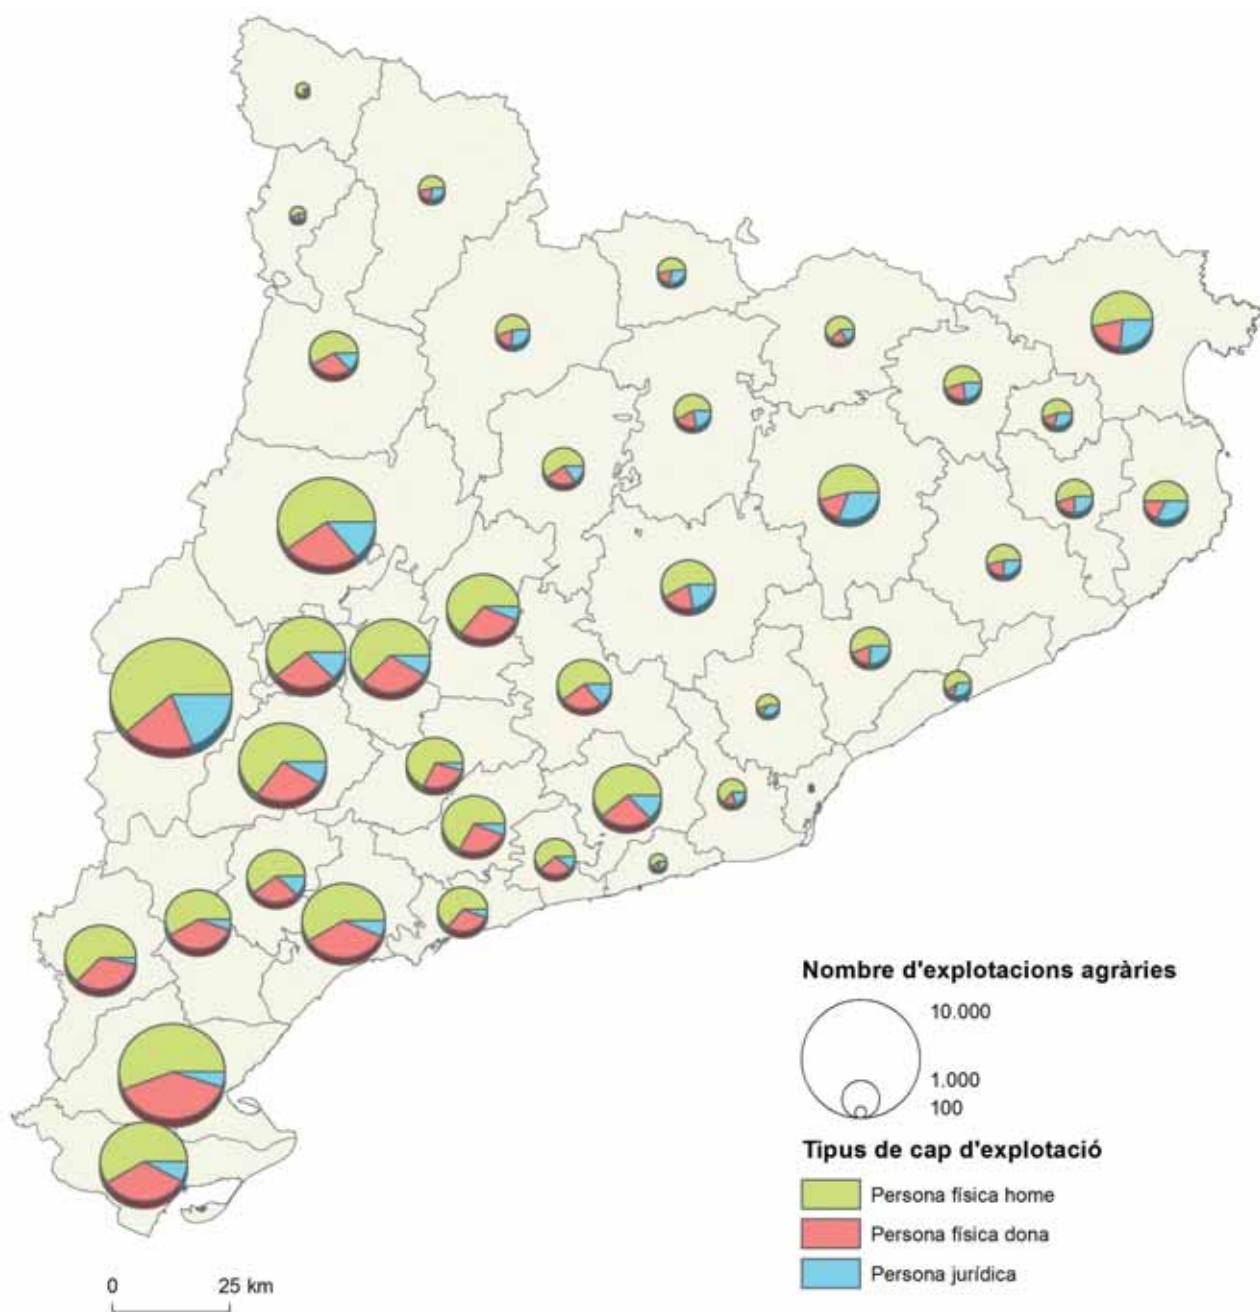 Nombre d'explotacions agràries
10.000
1.000
100
Tipus de cap d'explotació
Persona física home
Persona física dona
Persona jurídica
0 25 km